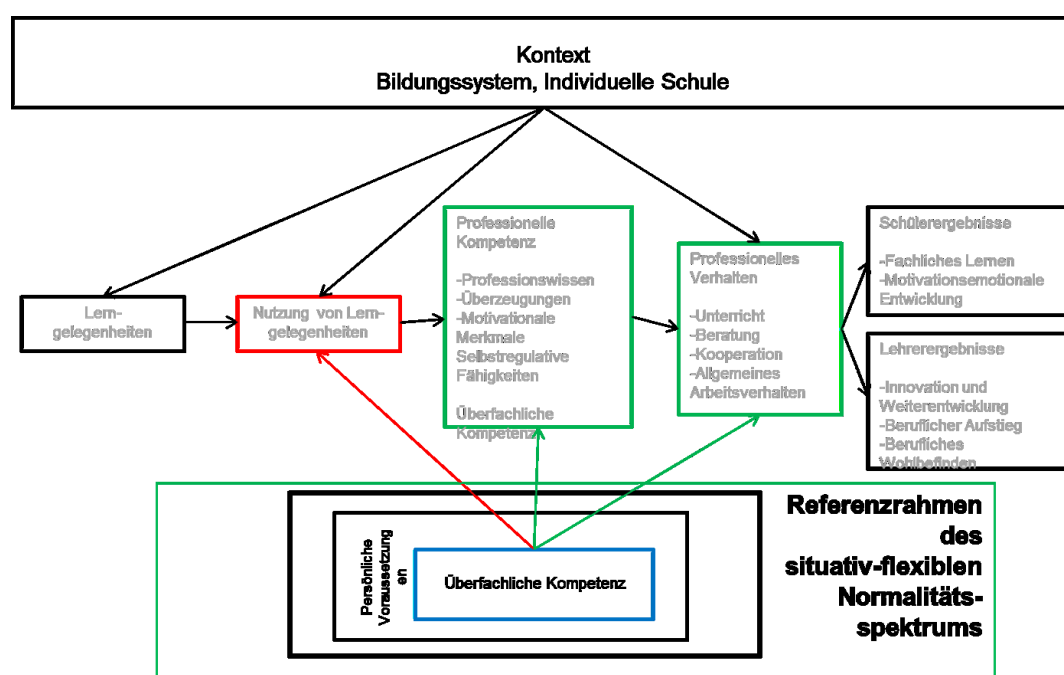 Kontext
Bildungssystem, Individuelle Schule
Lern-
gelegenheiten
Nutzung von Lern-
gelegenheiten
Professionelle
Kompetenz
-Professionswissen
-Überzeugungen
-Motivationale
Merkmale
Selbstregulative
Fähigkeiten
Überfachliche
Kompetenz
Professionelles
Verhalten
-Unterricht
-Beratung
-Kooperation
-Allgemeines
Arbeitsverhalten
Schülerergebnisse
-Fachliches Lernen
-Motivationsemotionale
Entwicklung
Lehrerergebnisse
-Innovation und
Weiterentwicklung
-Beruflicher Aufstieg
-Berufliches
Wohlbefinden
Persönliche
Voraussetzung
en
Überfachliche Kompetenz
Referenzrahmen
des
situativ-flexiblen
Normalitäts-
spektrums